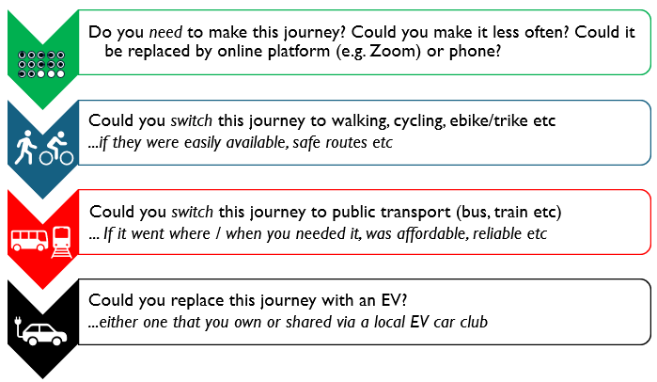 Do you need to make this journey? Could you make it less often? Could it
be replaced by online platform (e.g. Zoom) or phone?
Could you switch this journey to walking, cycling, ebike/trike etc
...if they were easily available, safe routes etc
Could you switch this journey to public transport (bus, train etc)
... If it went where / when you needed it, was affordable, reliable etc
Could you replace this journey with an EV?
...either one that you own or shared via a local EV car club